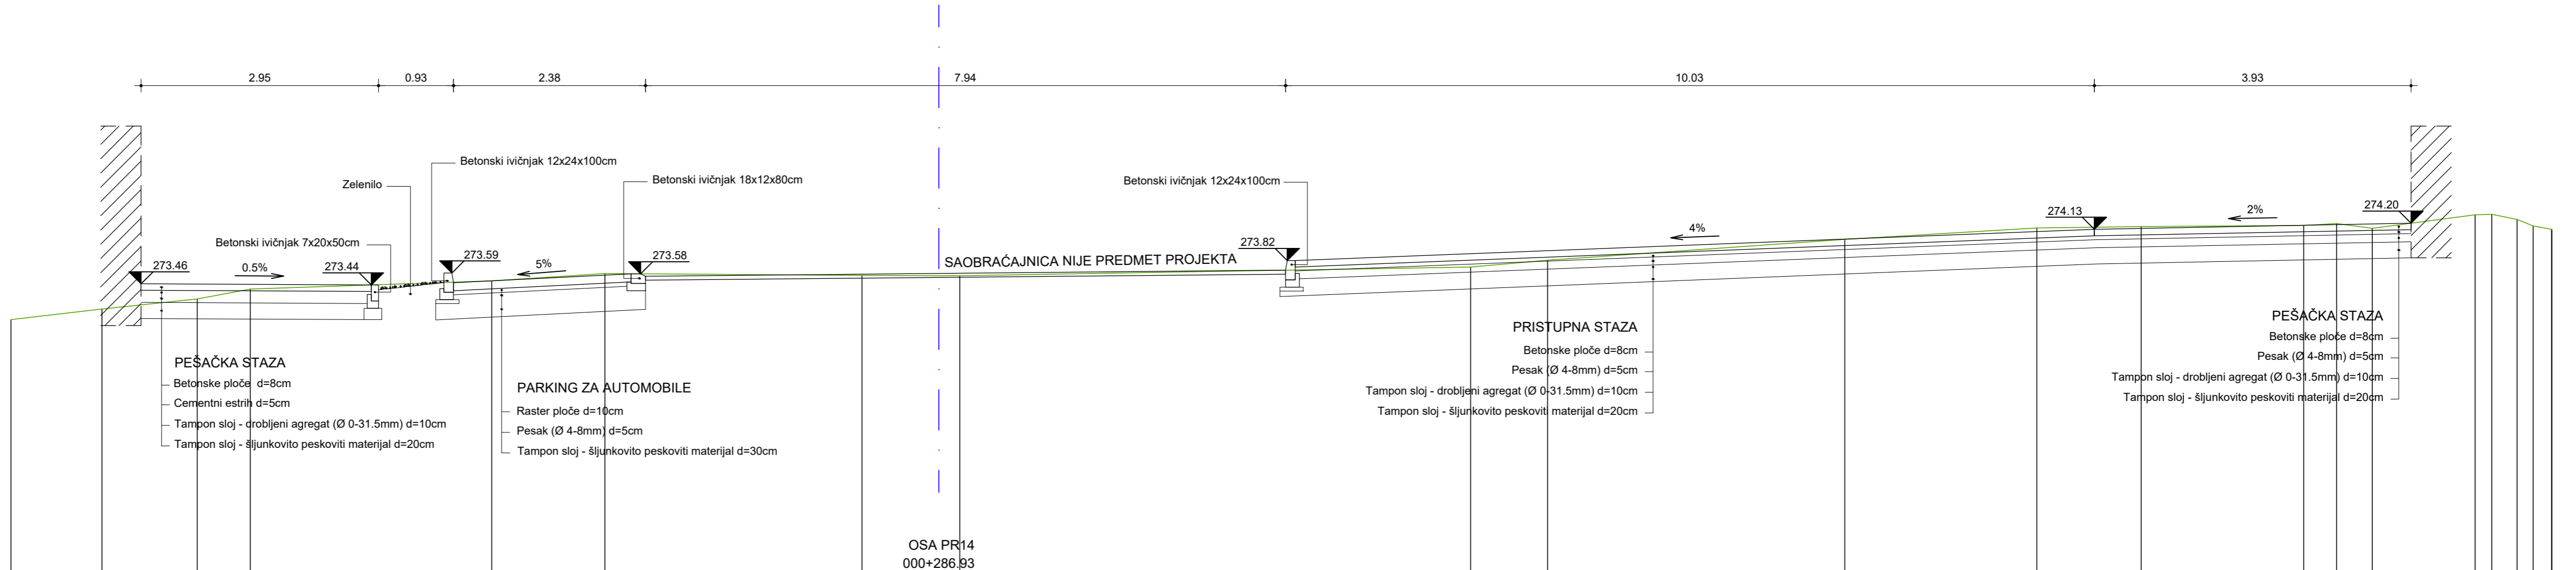 2.95
0.93
2.38
7.94
10.03
3.93
Betonski ivičnjak 12x24x100cm
Zelenilo
Betonski ivičnjak 18x12x80cm
Betonski ivičnjak 12x24x100cm
Betonski ivičnjak 7x20x50cm
273.46
0.5%
273.44
273.59
5%
273.58
SAOBRAĆAJNICA NIJE PREDMET PROJEKTA
273.82
4%
274.13
2%
274.20
PEŠAČKA STAZA
Betonske ploče d=8cm
Cementni estrih d=5cm
Tampon sloj - drobljeni agregat (Ø 0-31.5mm) d=10cm
Tampon sloj - šljunkovito peskoviti materijal d=20cm
PARKING ZA AUTOMOBILE
Raster ploče d=10cm
Pesak (Ø 4-8mm) d=5cm
Tampon sloj - šljunkovito peskoviti materijal d=30cm
PRISTUPNA STAZA
Betonske ploče d=8cm
Pesak (Ø 4-8mm) d=5cm
Tampon sloj - drobljeni agregat (Ø 0-31.5mm) d=10cm
Tampon sloj - šljunkovito peskoviti materijal d=20cm
PEŠAČKA STAZA
Betonske ploče d=8cm
Pesak (Ø 4-8mm) d=5cm
Tampon sloj - drobljeni agregat (Ø 0-31.5mm) d=10cm
Tampon sloj - šljunkovito peskoviti materijal d=20cm
OSA PR14
000+286.93